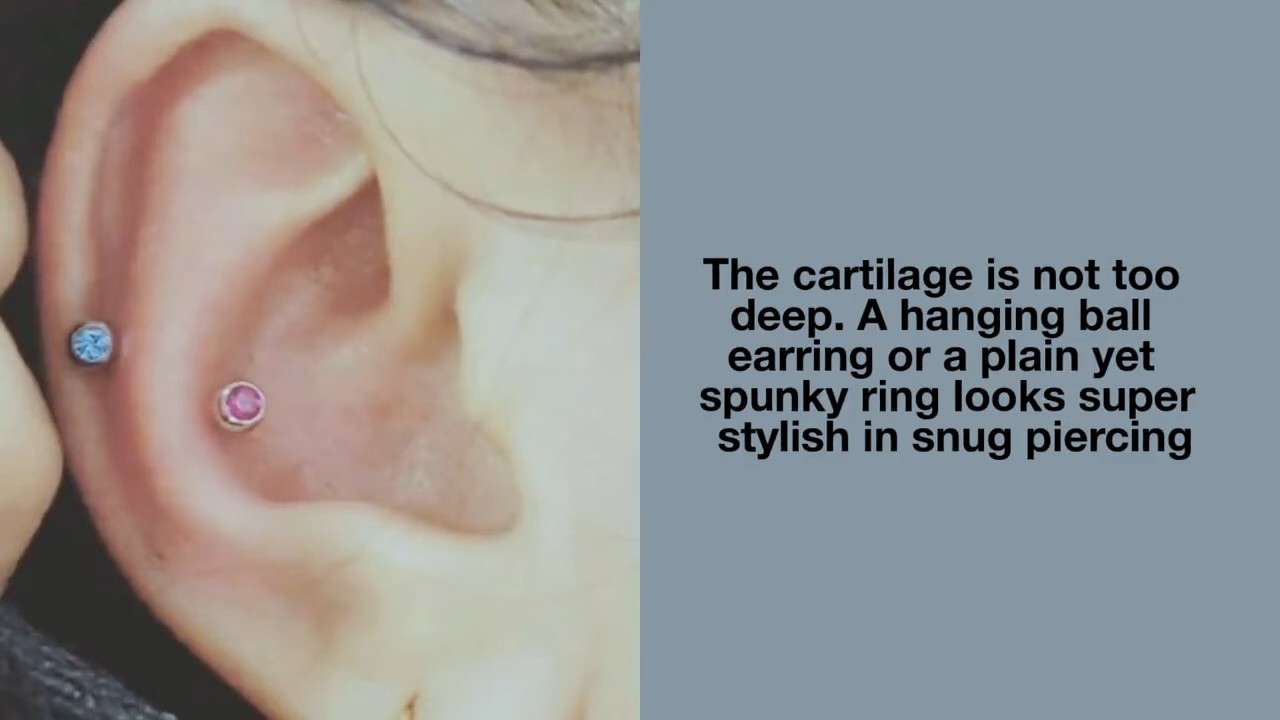 The cartilage is not too
deep. A hanging ball
earring or a plain yet
spunky ring looks super
stylish in snug piercing